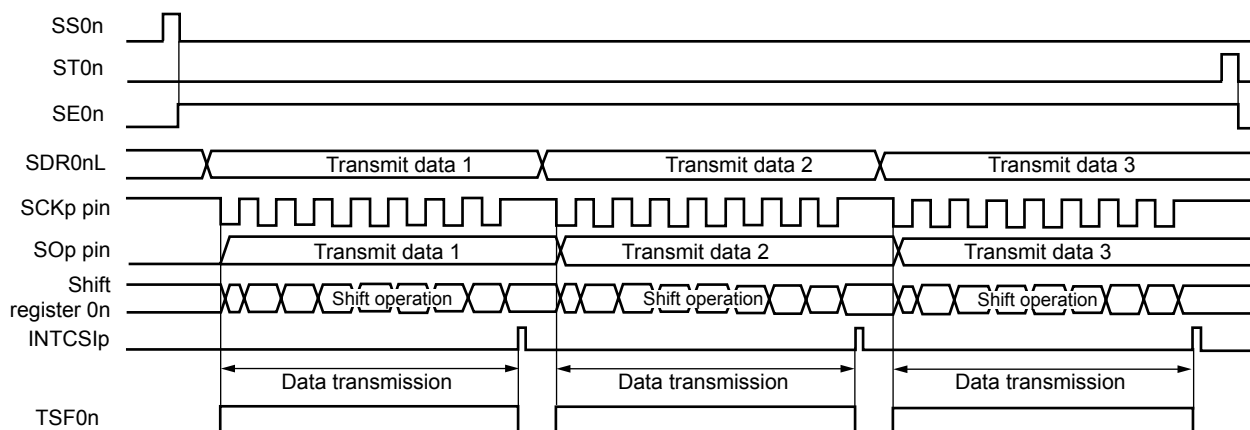 SS0n
ST0n
SE0n
SDR0nL Transmit data 1 Transmit data 2 Transmit data 3
SCKp pin
SOp pin Transmit data 1 Transmit data 2 Transmit data 3
Shift
register 0n Shift operation Shift operation Shift operation
INTCSIp
Data transmission Data transmission Data transmission
TSF0n